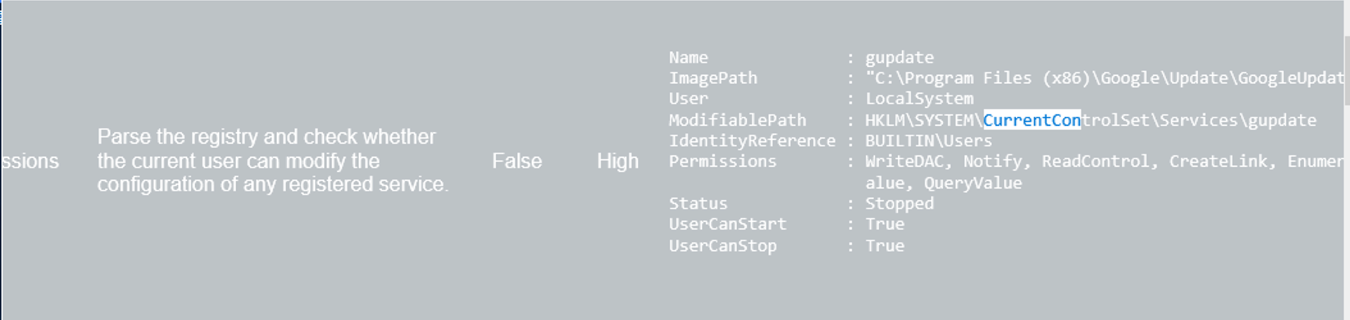 ssions
Parse the registry and check whether
the current user can modify the
configuration of any registered service.
False
High
Name : gupdate
ImagePath : "C:\Program Files (x86)\Google\Update\GoogleUpdat
User : LocalSystem
ModifiablePath : HKLM\SYSTEM\CurrentControlSet\Services\gupdate
IdentityReference : BUILTIN\Users
Permissions : WriteDAC, Notify, ReadControl, CreateLink, Enumer
alue, QueryValue
Status : Stopped
UserCanStart : True
UserCanStop : True